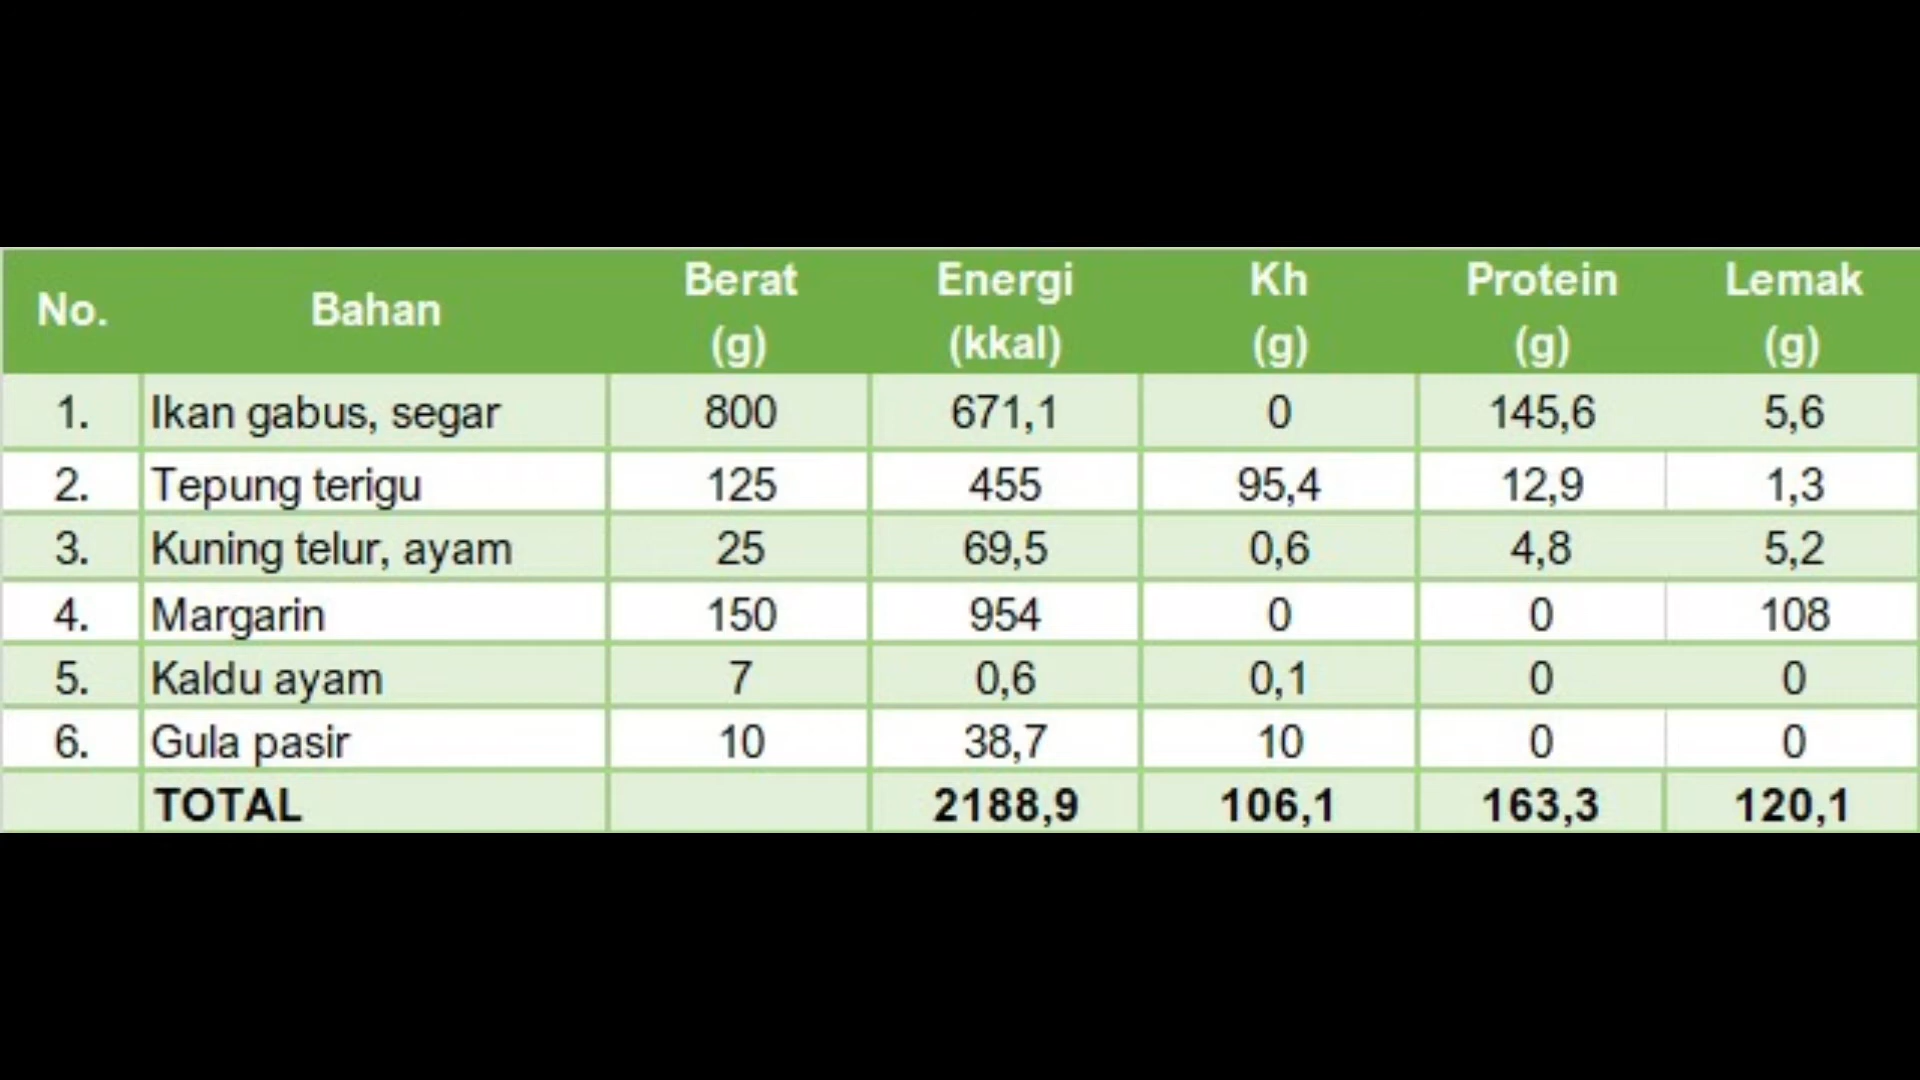 No. Bahan Berat (g) Energi (kkal) Kh (g) Protein (g) Lemak (g)
1. Ikan gabus, segar 800 671,1 0 145,6 5,6
2. Tepung terigu 125 455 95,4 12,9 1,3
3. Kuning telur, ayam 25 69,5 0,6 4,8 5,2
4. Margarin 150 954 0 0 108
5. Kaldu ayam 7 0,6 0,1 0 0
6. Gula pasir 10 38,7 10 0 0
TOTAL 2188,9 106,1 163,3 120,1